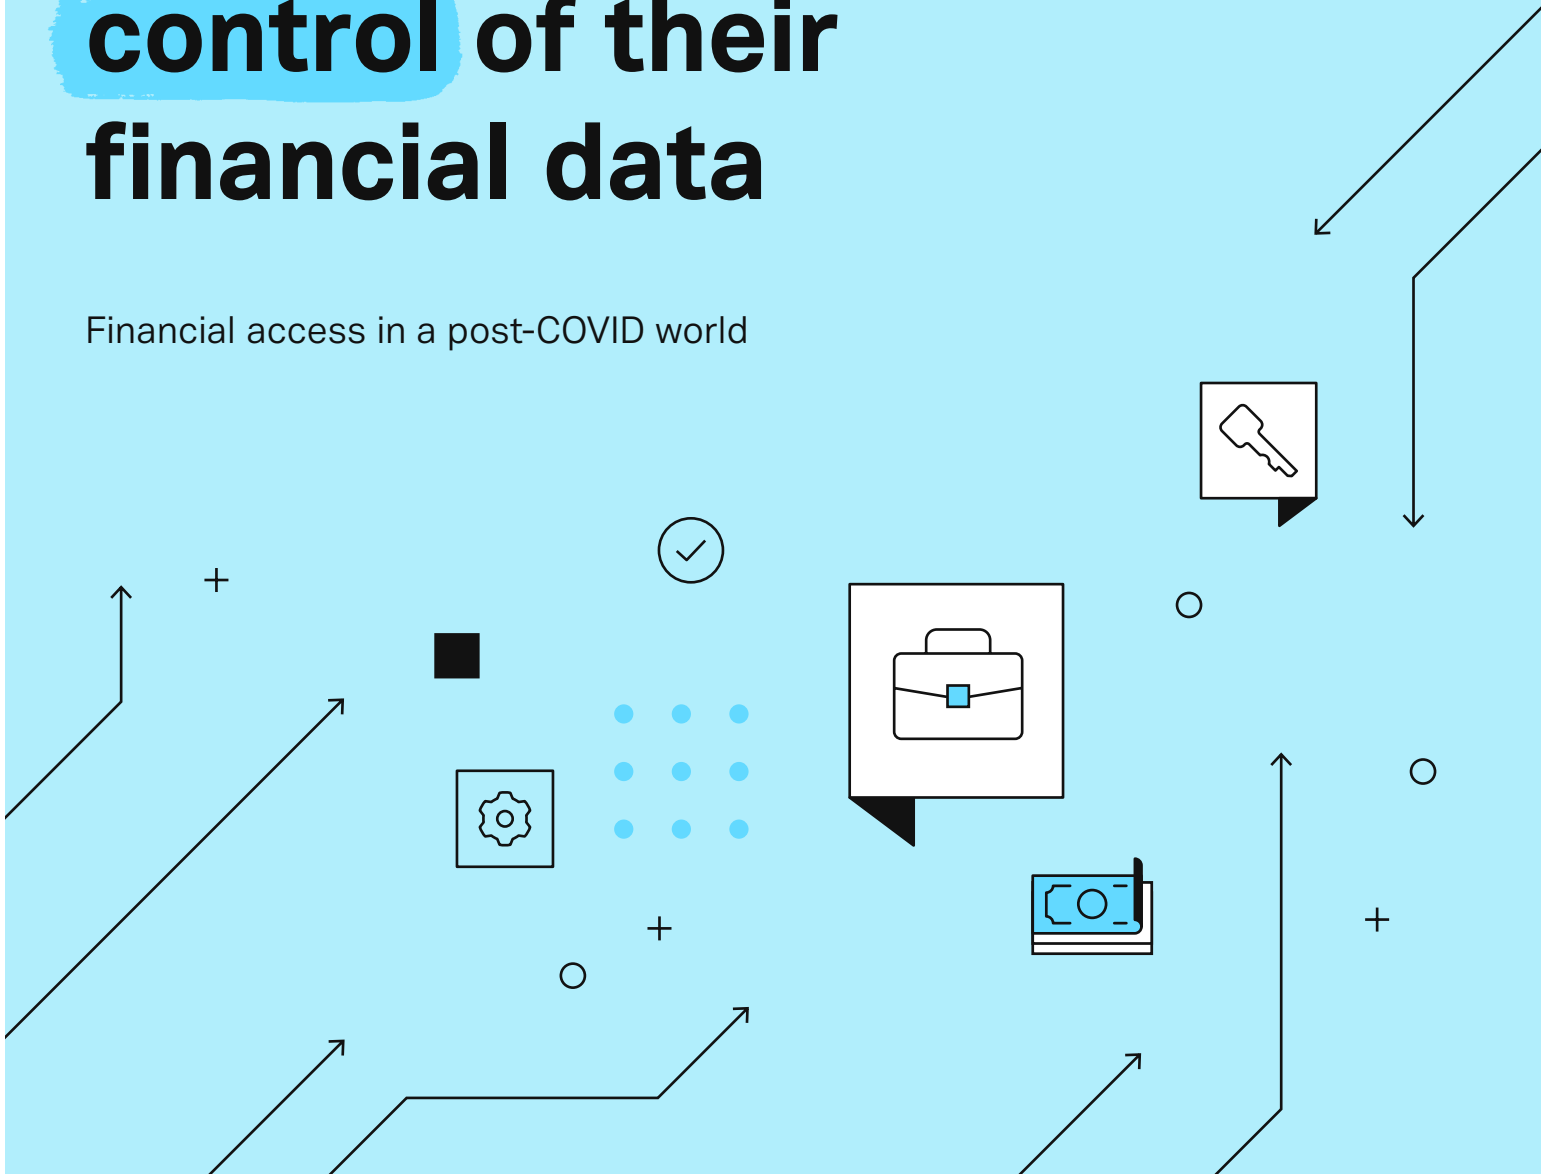 control of their
financial data
Financial access in a post-COVID world